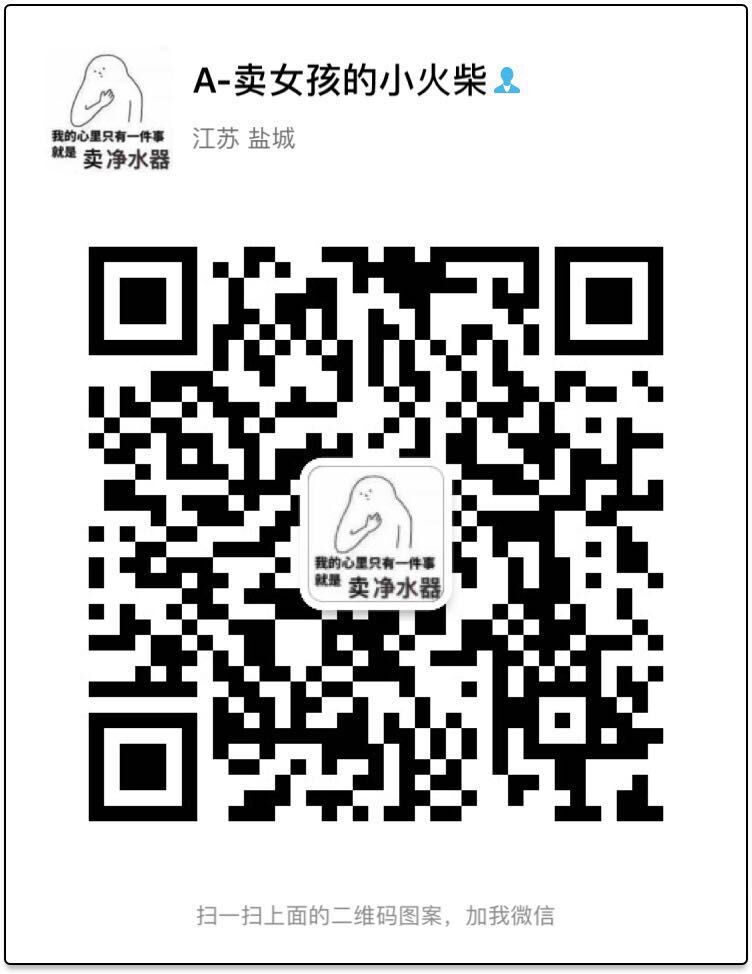 A-卖女孩的小火柴
江苏 盐城
我的心里只有一件事
就是 卖净水器
我的心里只有一件事
就是 卖净水器
扫一扫上面的二维码图案，加我微信